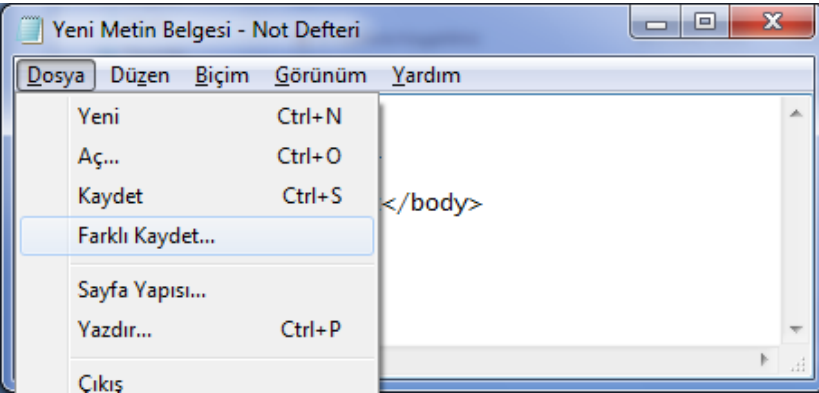 Yeni Metin Belgesi - Not Defteri
Dosya Düzen Biçim Görünüm Yardım
Yeni Ctrl+N
Aç... Ctrl+O
Kaydet Ctrl+S
</body>
Farklı Kaydet...
Sayfa Yapısı...
Yazdır... Ctrl+P
Çıkış